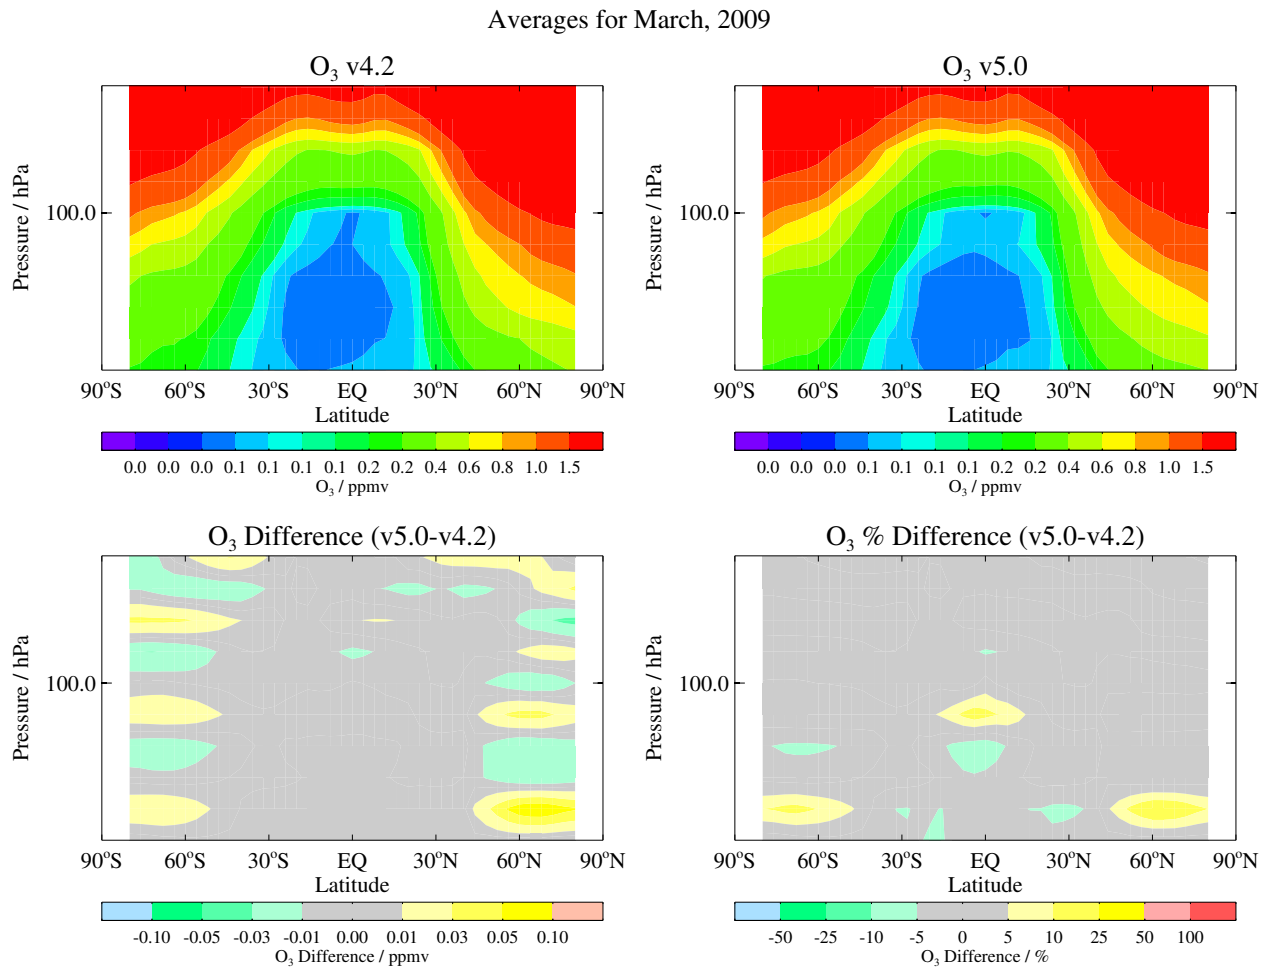 Averages for March, 2009
O₃ v4.2
O₃ v5.0
Pressure / hPa
100.0
90°S 60°S 30°S EQ 30°N 60°N 90°N
Latitude
0.0 0.0 0.0 0.1 0.1 0.1 0.2 0.2 0.4 0.6 0.8 1.0 1.5
O₃ / ppmv
Pressure / hPa
100.0
90°S 60°S 30°S EQ 30°N 60°N 90°N
Latitude
0.0 0.0 0.0 0.1 0.1 0.1 0.2 0.2 0.4 0.6 0.8 1.0 1.5
O₃ / ppmv
O₃ Difference (v5.0-v4.2)
O₃ % Difference (v5.0-v4.2)
Pressure / hPa
100.0
90°S 60°S 30°S EQ 30°N 60°N 90°N
Latitude
-0.10 -0.05 -0.03 -0.01 0.00 0.01 0.03 0.05 0.10
O₃ Difference / ppmv
Pressure / hPa
100.0
90°S 60°S 30°S EQ 30°N 60°N 90°N
Latitude
-50 -25 -10 -5 0 5 10 25 50 100
O₃ Difference / %